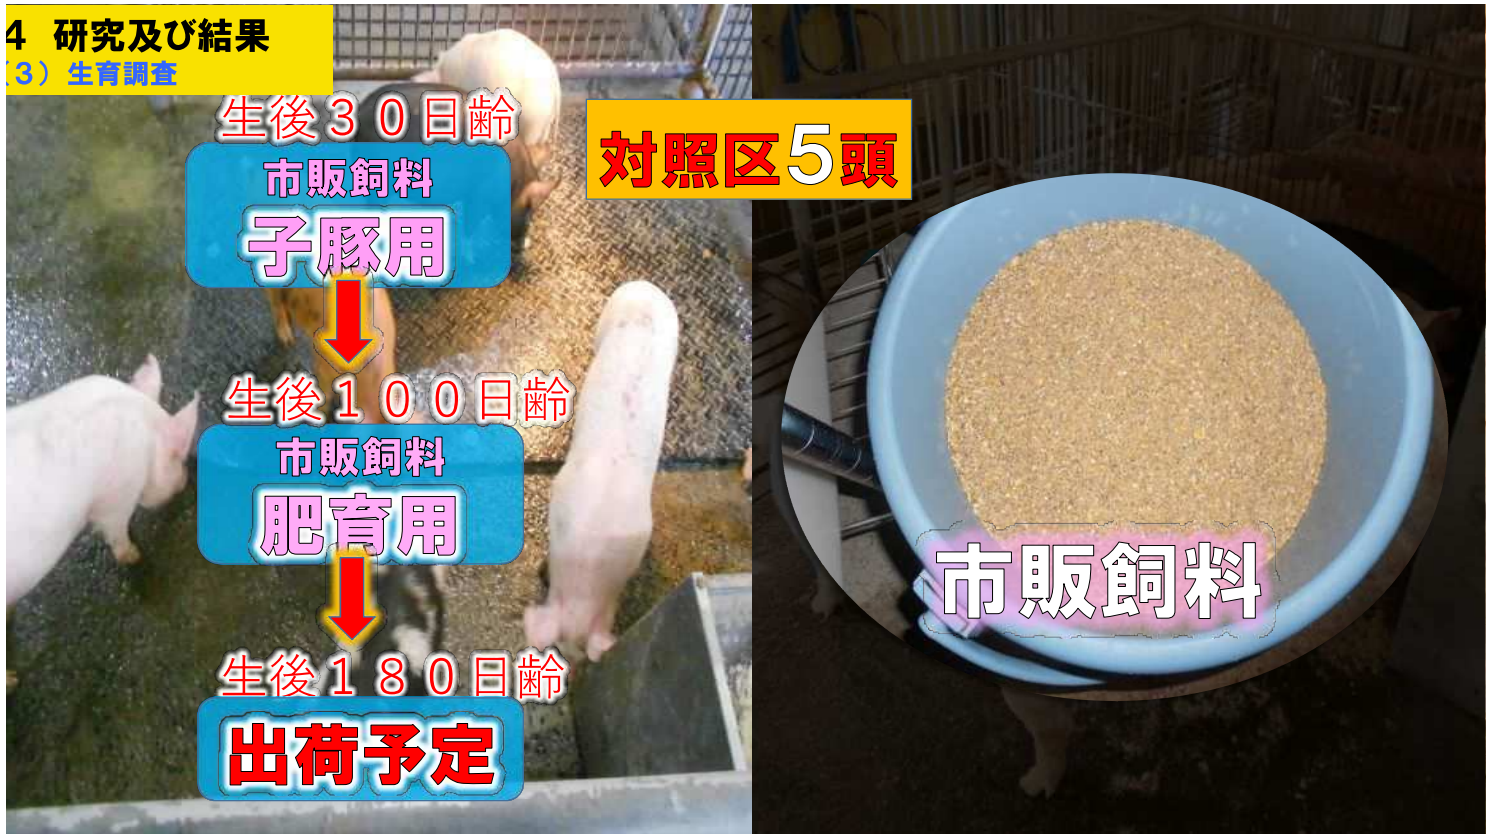 4 研究及び結果
（3）生育調査
生後３０日齢
市販飼料
子豚用
生後１００日齢
市販飼料
肥育用
生後１８０日齢
出荷予定
対照区5頭
市販飼料